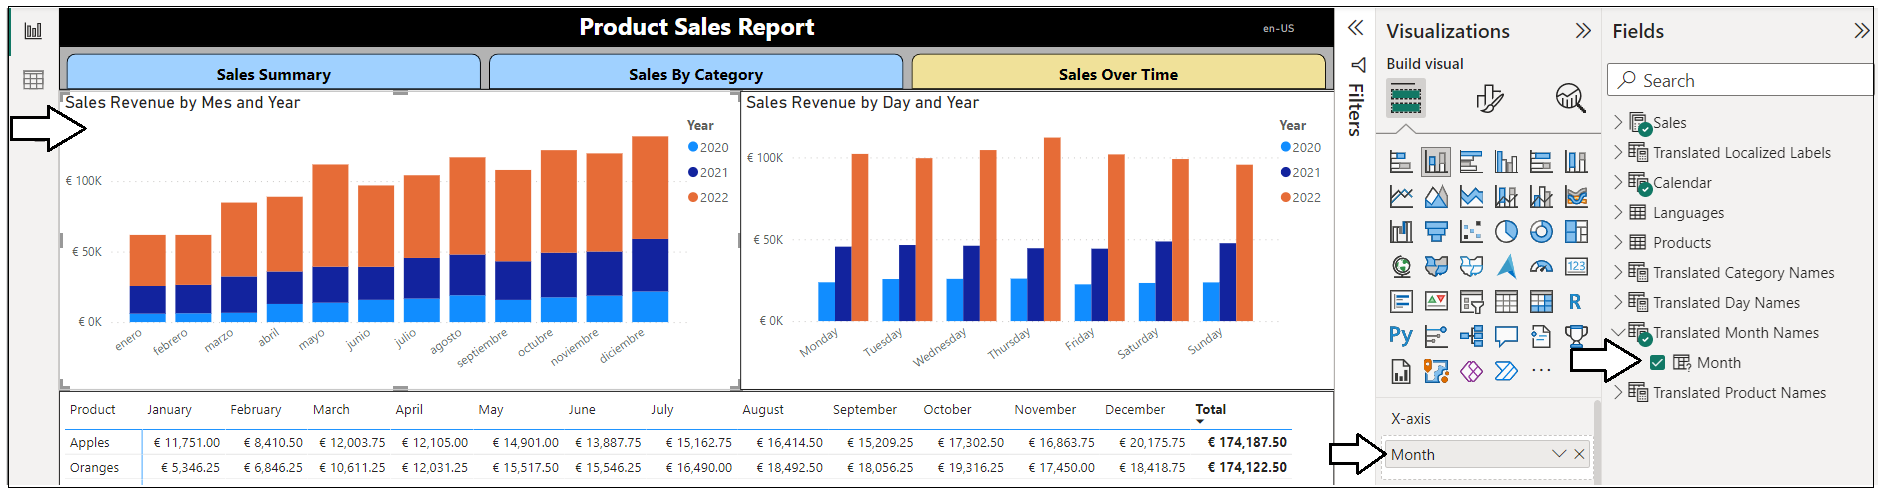 Product Sales Report
en-US
Sales Summary
Sales By Category
Sales Over Time
Sales Revenue by Mes and Year
Year
2020
2021
2022
€ 100K
€ 50K
€ 0K
enero
febrero
marzo
abril
mayo
junio
julio
agosto
septiembre
octubre
noviembre
diciembre
Sales Revenue by Day and Year
Year
2020
2021
2022
€ 100K
€ 50K
€ 0K
Monday
Tuesday
Wednesday
Thursday
Friday
Saturday
Sunday
Product January February March April May June July August September October November December Total
Apples € 11,751.00 € 8,410.50 € 12,003.75 € 12,105.00 € 14,901.00 € 13,887.75 € 15,162.75 € 16,414.50 € 15,209.25 € 17,302.50 € 16,863.75 € 20,175.75 € 174,187.50
Oranges € 5,346.25 € 6,846.25 € 10,611.25 € 12,031.25 € 15,517.50 € 15,546.25 € 16,490.00 € 18,492.50 € 18,056.25 € 19,316.25 € 17,450.00 € 18,418.75 € 174,122.50
Filters
Visualizations
Build visual
123
R
Py
...
X-axis
Month
Fields
Search
Sales
Translated Localized Labels
Calendar
Languages
Products
Translated Category Names
Translated Day Names
Translated Month Names
Month
Translated Product Names